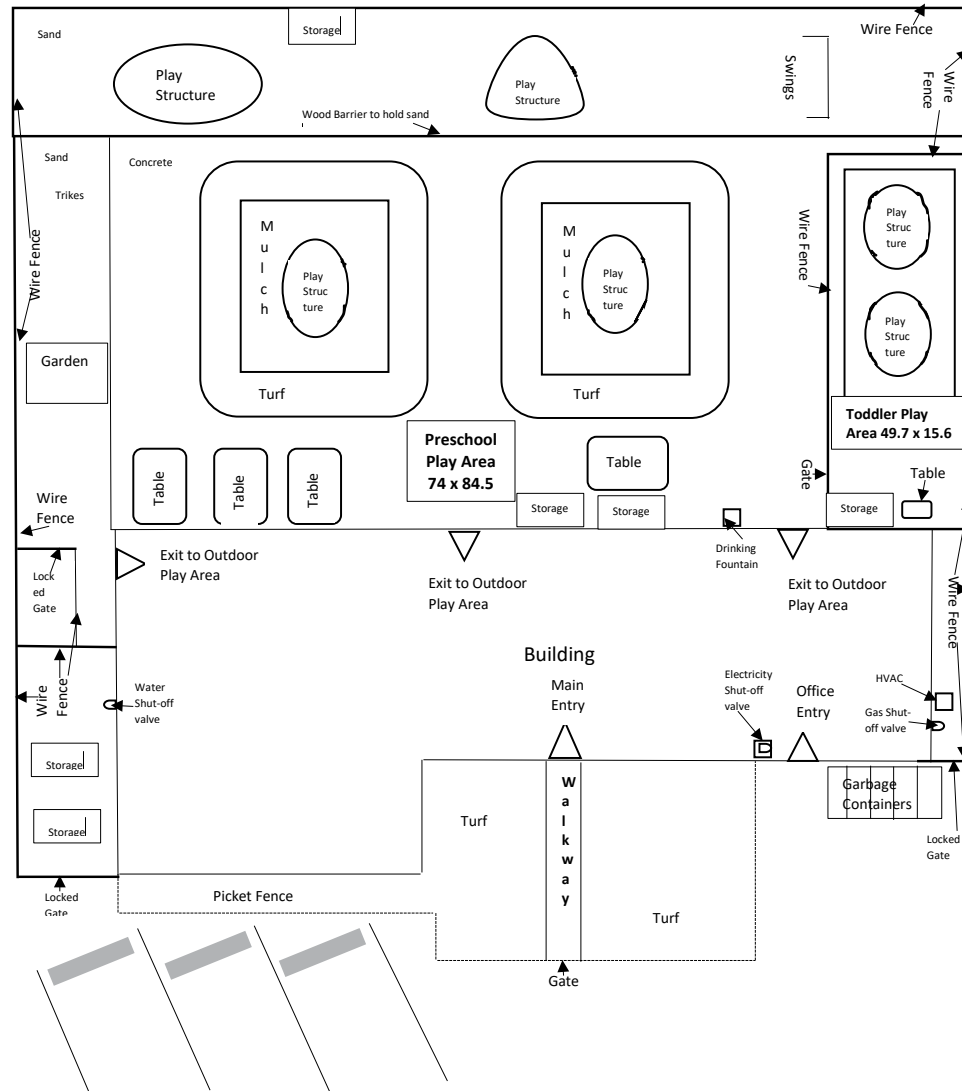 Sand
Storage
Wire Fence
Play
Structure
Play
Structure
Swings
Wire
Fence
Wood Barrier to hold sand
Sand
Concrete
Trikes
Wire Fence
Mulch
Play
Struc
ture
Turf
Mulch
Play
Struc
ture
Turf
Wire Fence
Play
Struc
ture
Play
Struc
ture
Garden
Toddler Play
Area 49.7 x 15.6
Preschool
Play Area
74 x 84.5
Table
Table
Table
Table
Gate
Table
Storage
Storage
Storage
Wire
Fence
Drinking
Fountain
Exit to Outdoor
Play Area
Exit to Outdoor
Play Area
Exit to Outdoor
Play Area
Lock
ed
Gate
Wire Fence
Building
Main
Entry
Electricity
Shut-off
valve
Office
Entry
HVAC
Gas Shut-
off valve
Wire
Fence
Water
Shut-off
valve
Storage
Storage
Walkway
Turf
Garbage
Containers
Locked
Gate
Locked
Gate
Picket Fence
Turf
Gate